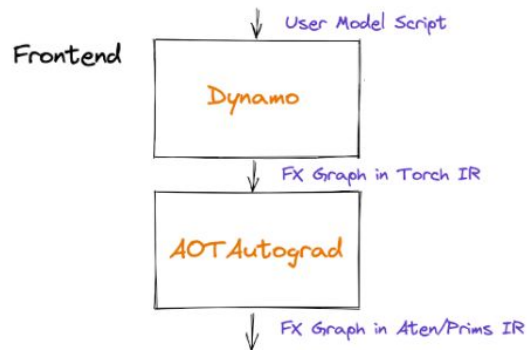 User Model Script
Frontend
Dynamo
FX Graph in Torch IR
AOTAutograd
FX Graph in Aten/Prims IR